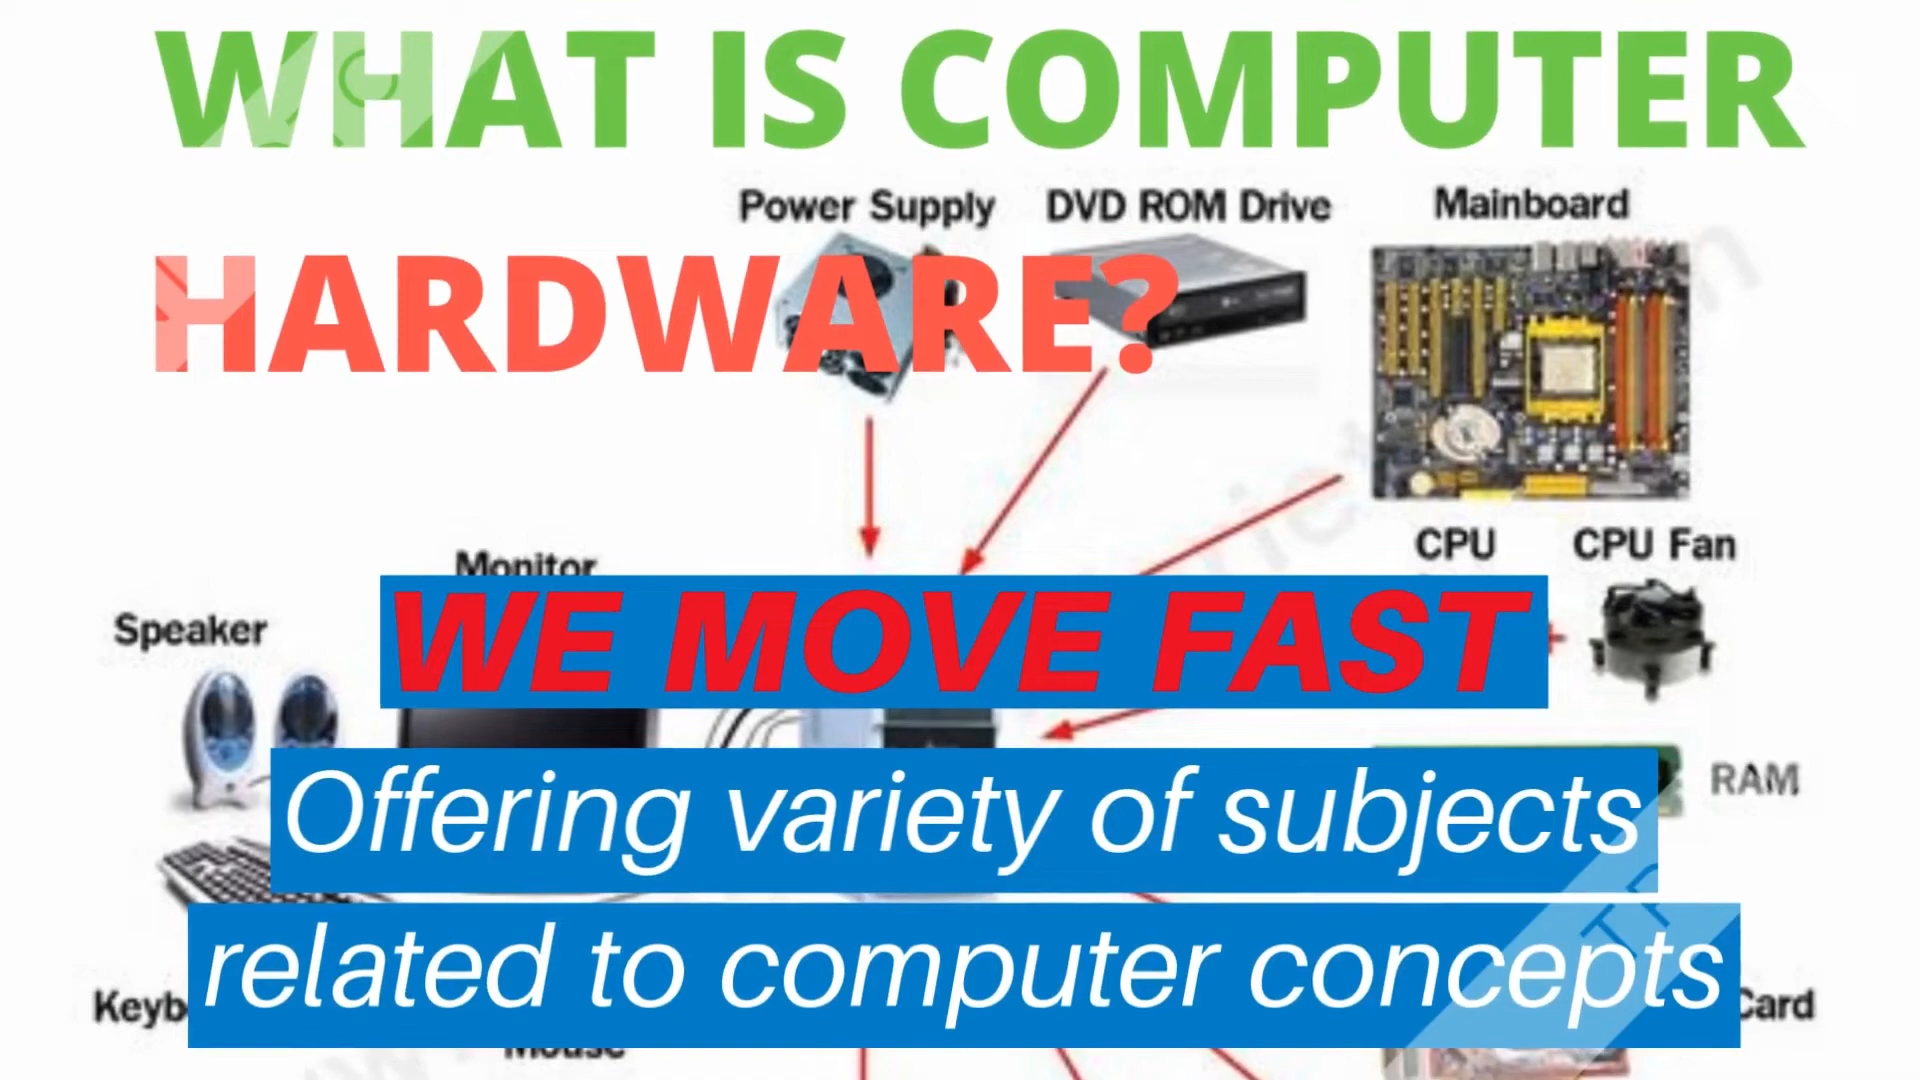 WHAT IS COMPUTER
Power Supply
DVD ROM Drive
Mainboard
HARDWARE?
CPU
CPU Fan
Monitor
Speaker
WE MOVE FAST
Offering variety of subjects
RAM
related to computer concepts
Card
Mouse